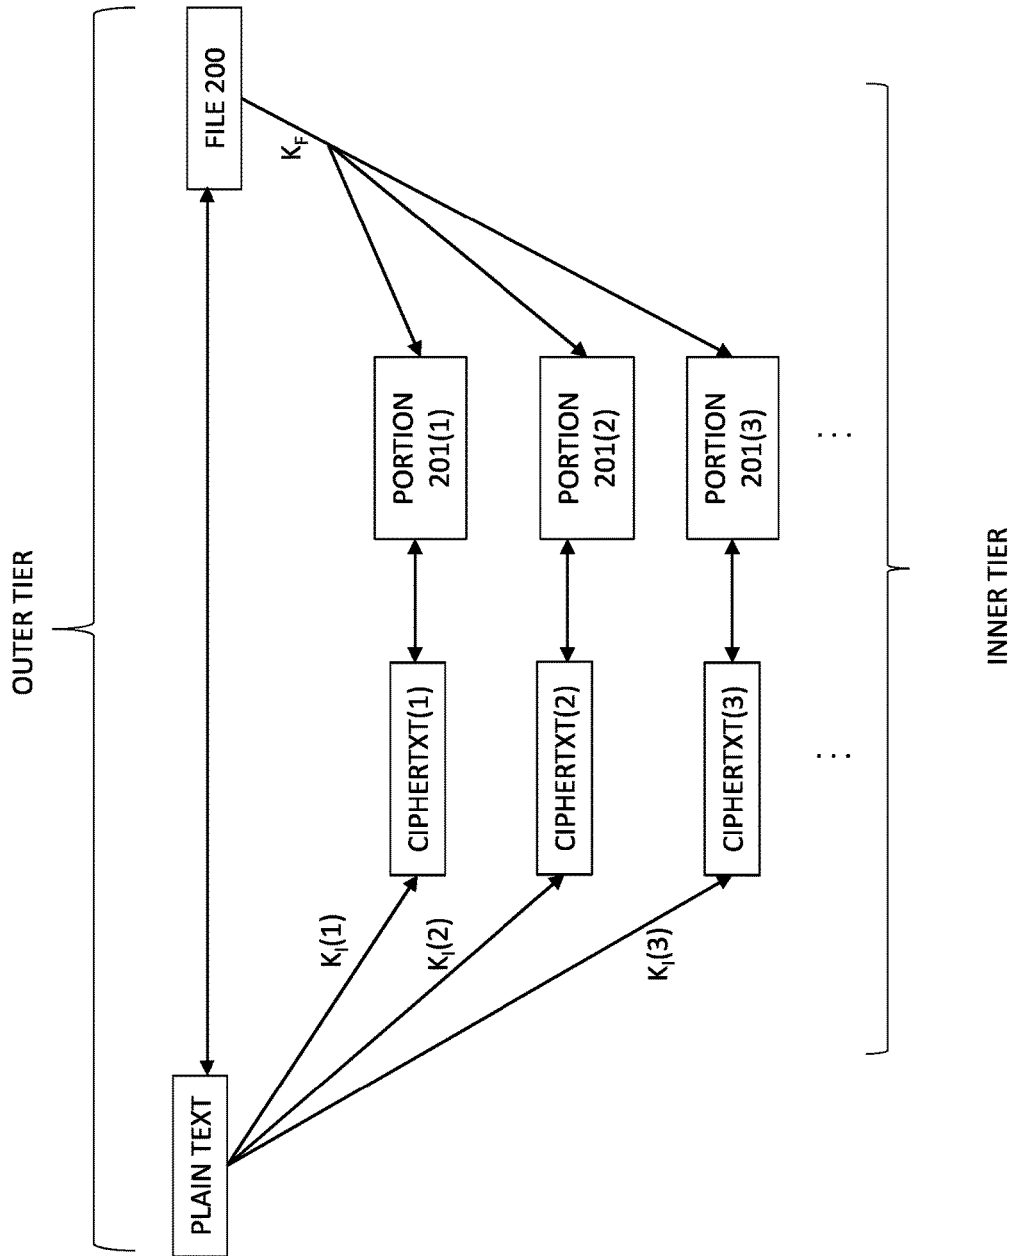 OUTER TIER
PLAIN TEXT
FILE 200
K_I(1)
K_I(2)
K_I(3)
K_F
CIPHERTXT(1)
PORTION
201(1)
CIPHERTXT(2)
PORTION
201(2)
CIPHERTXT(3)
PORTION
201(3)
...
...
INNER TIER